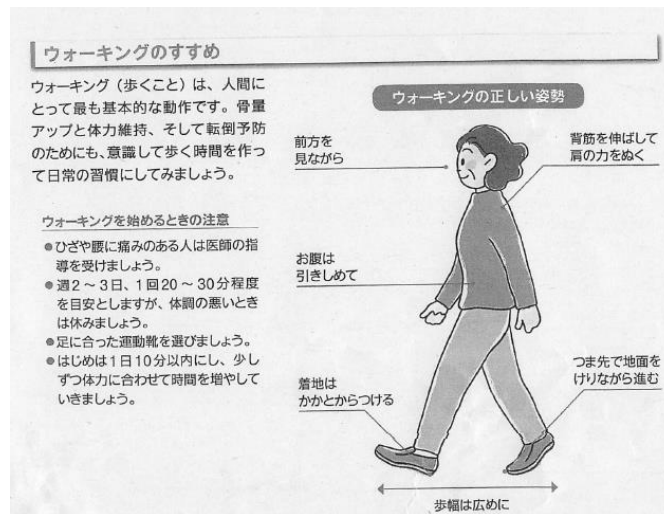 ウォーキングのすすめ
ウォーキング（歩くこと）は、人間に
とって最も基本的な動作です。骨量
アップと体力維持、そして転倒予防
のためにも、意識して歩く時間を作っ
て日常の習慣にしてみましょう。
ウォーキングを始めるときの注意
●ひざや腰に痛みのある人は医師の指
導を受けましょう。
●週2～3日、1回20～30分程度
を目安としますが、体調の悪いとき
は休みましょう。
●足に合った運動靴を選びましょう。
●はじめは1日10分以内にし、少し
ずつ体力に合わせて時間を増やして
いきましょう。
ウォーキングの正しい姿勢
前方を
見ながら
背筋を伸ばして
肩の力をぬく
お腹は
引きしめて
着地は
かかとからつける
つま先で地面を
けりながら進む
歩幅は広めに